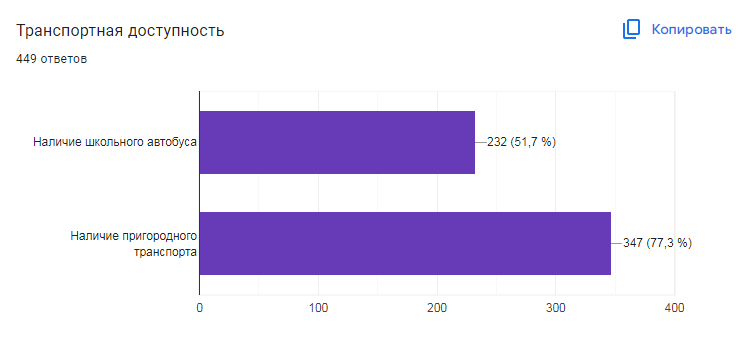 Транспортная доступность
Копировать
449 ответов
Наличие школьного автобуса
232 (51,7 %)
Наличие пригородного
транспорта
347 (77,3 %)
0 100 200 300 400